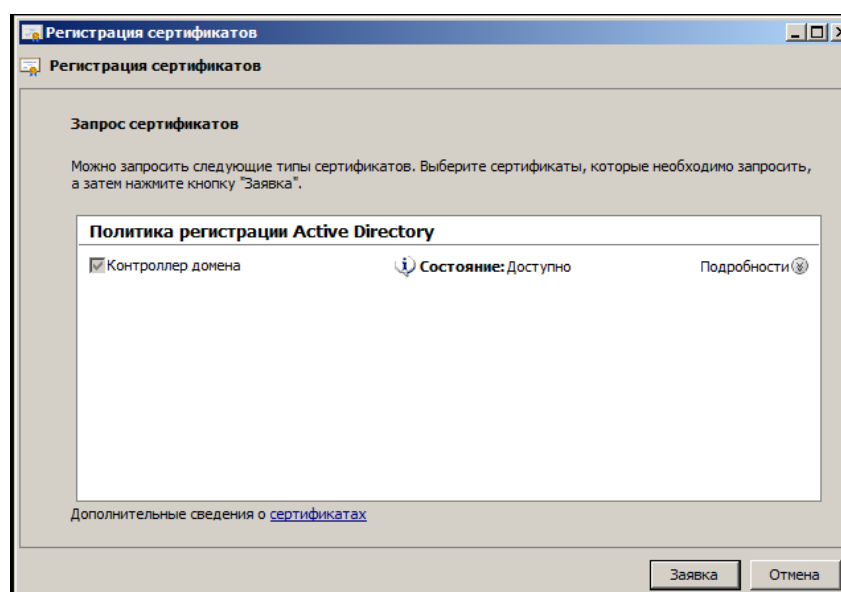 Регистрация сертификатов
Регистрация сертификатов
Запрос сертификатов
Можно запросить следующие типы сертификатов. Выберите сертификаты, которые необходимо запросить,
а затем нажмите кнопку "Заявка".
Политика регистрации Active Directory
Контроллер домена Состояние: Доступно Подробности
Дополнительные сведения о сертификатах
Заявка Отмена